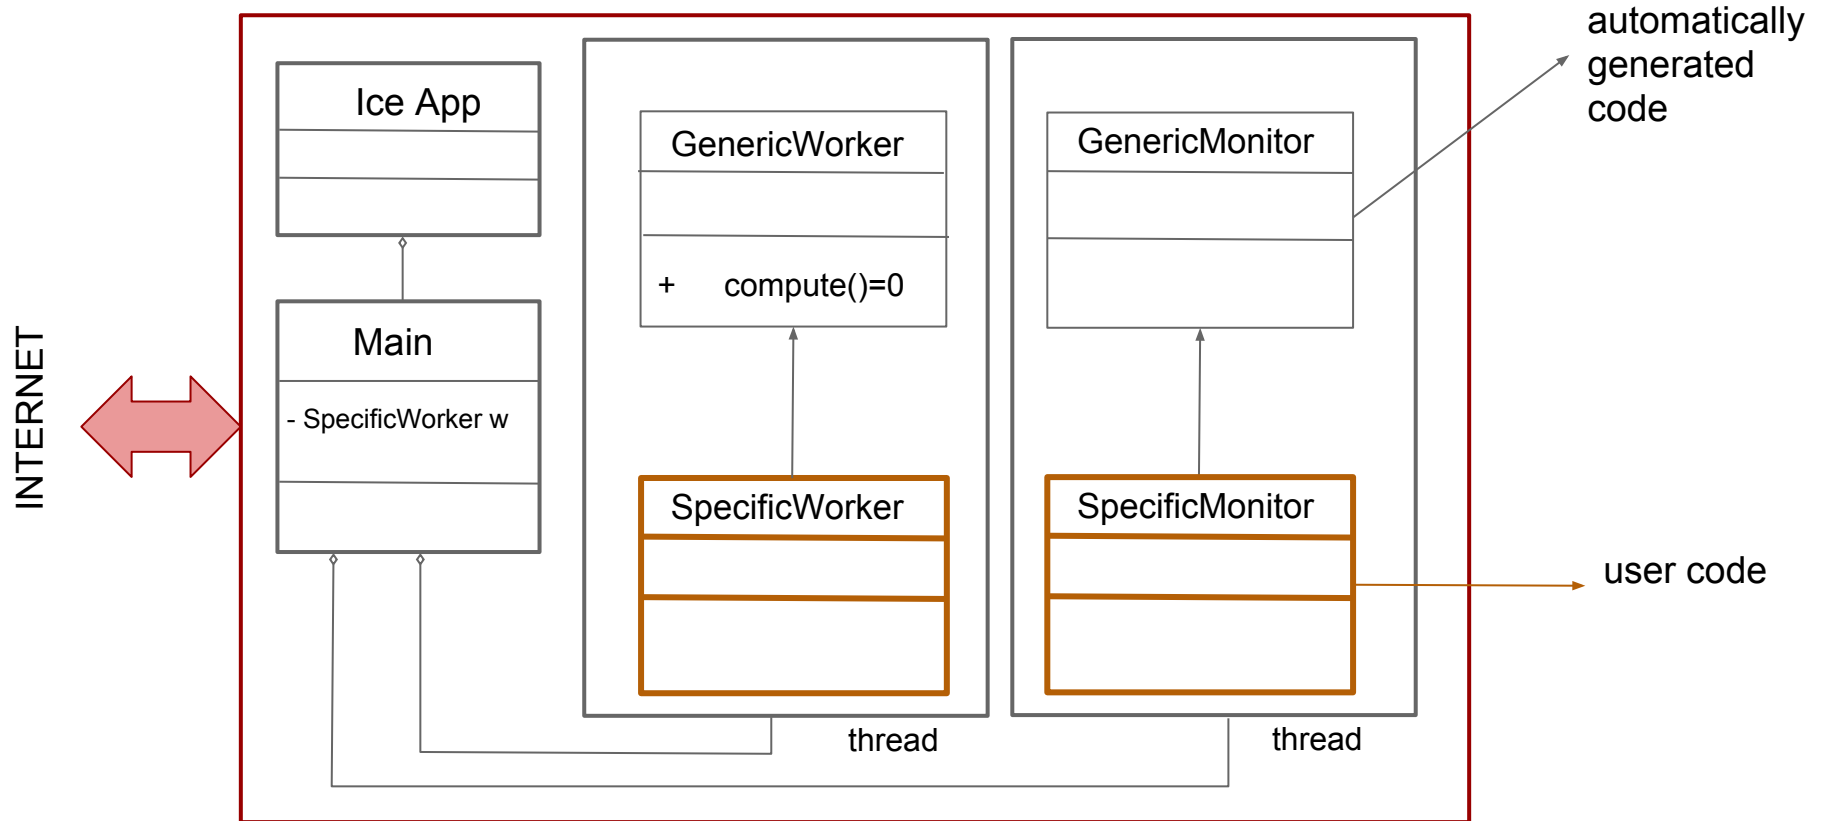 automatically
generated
code
Ice App
GenericWorker
GenericMonitor
+ compute()=0
Main
- SpecificWorker w
INTERNET
SpecificWorker
SpecificMonitor
user code
thread
thread